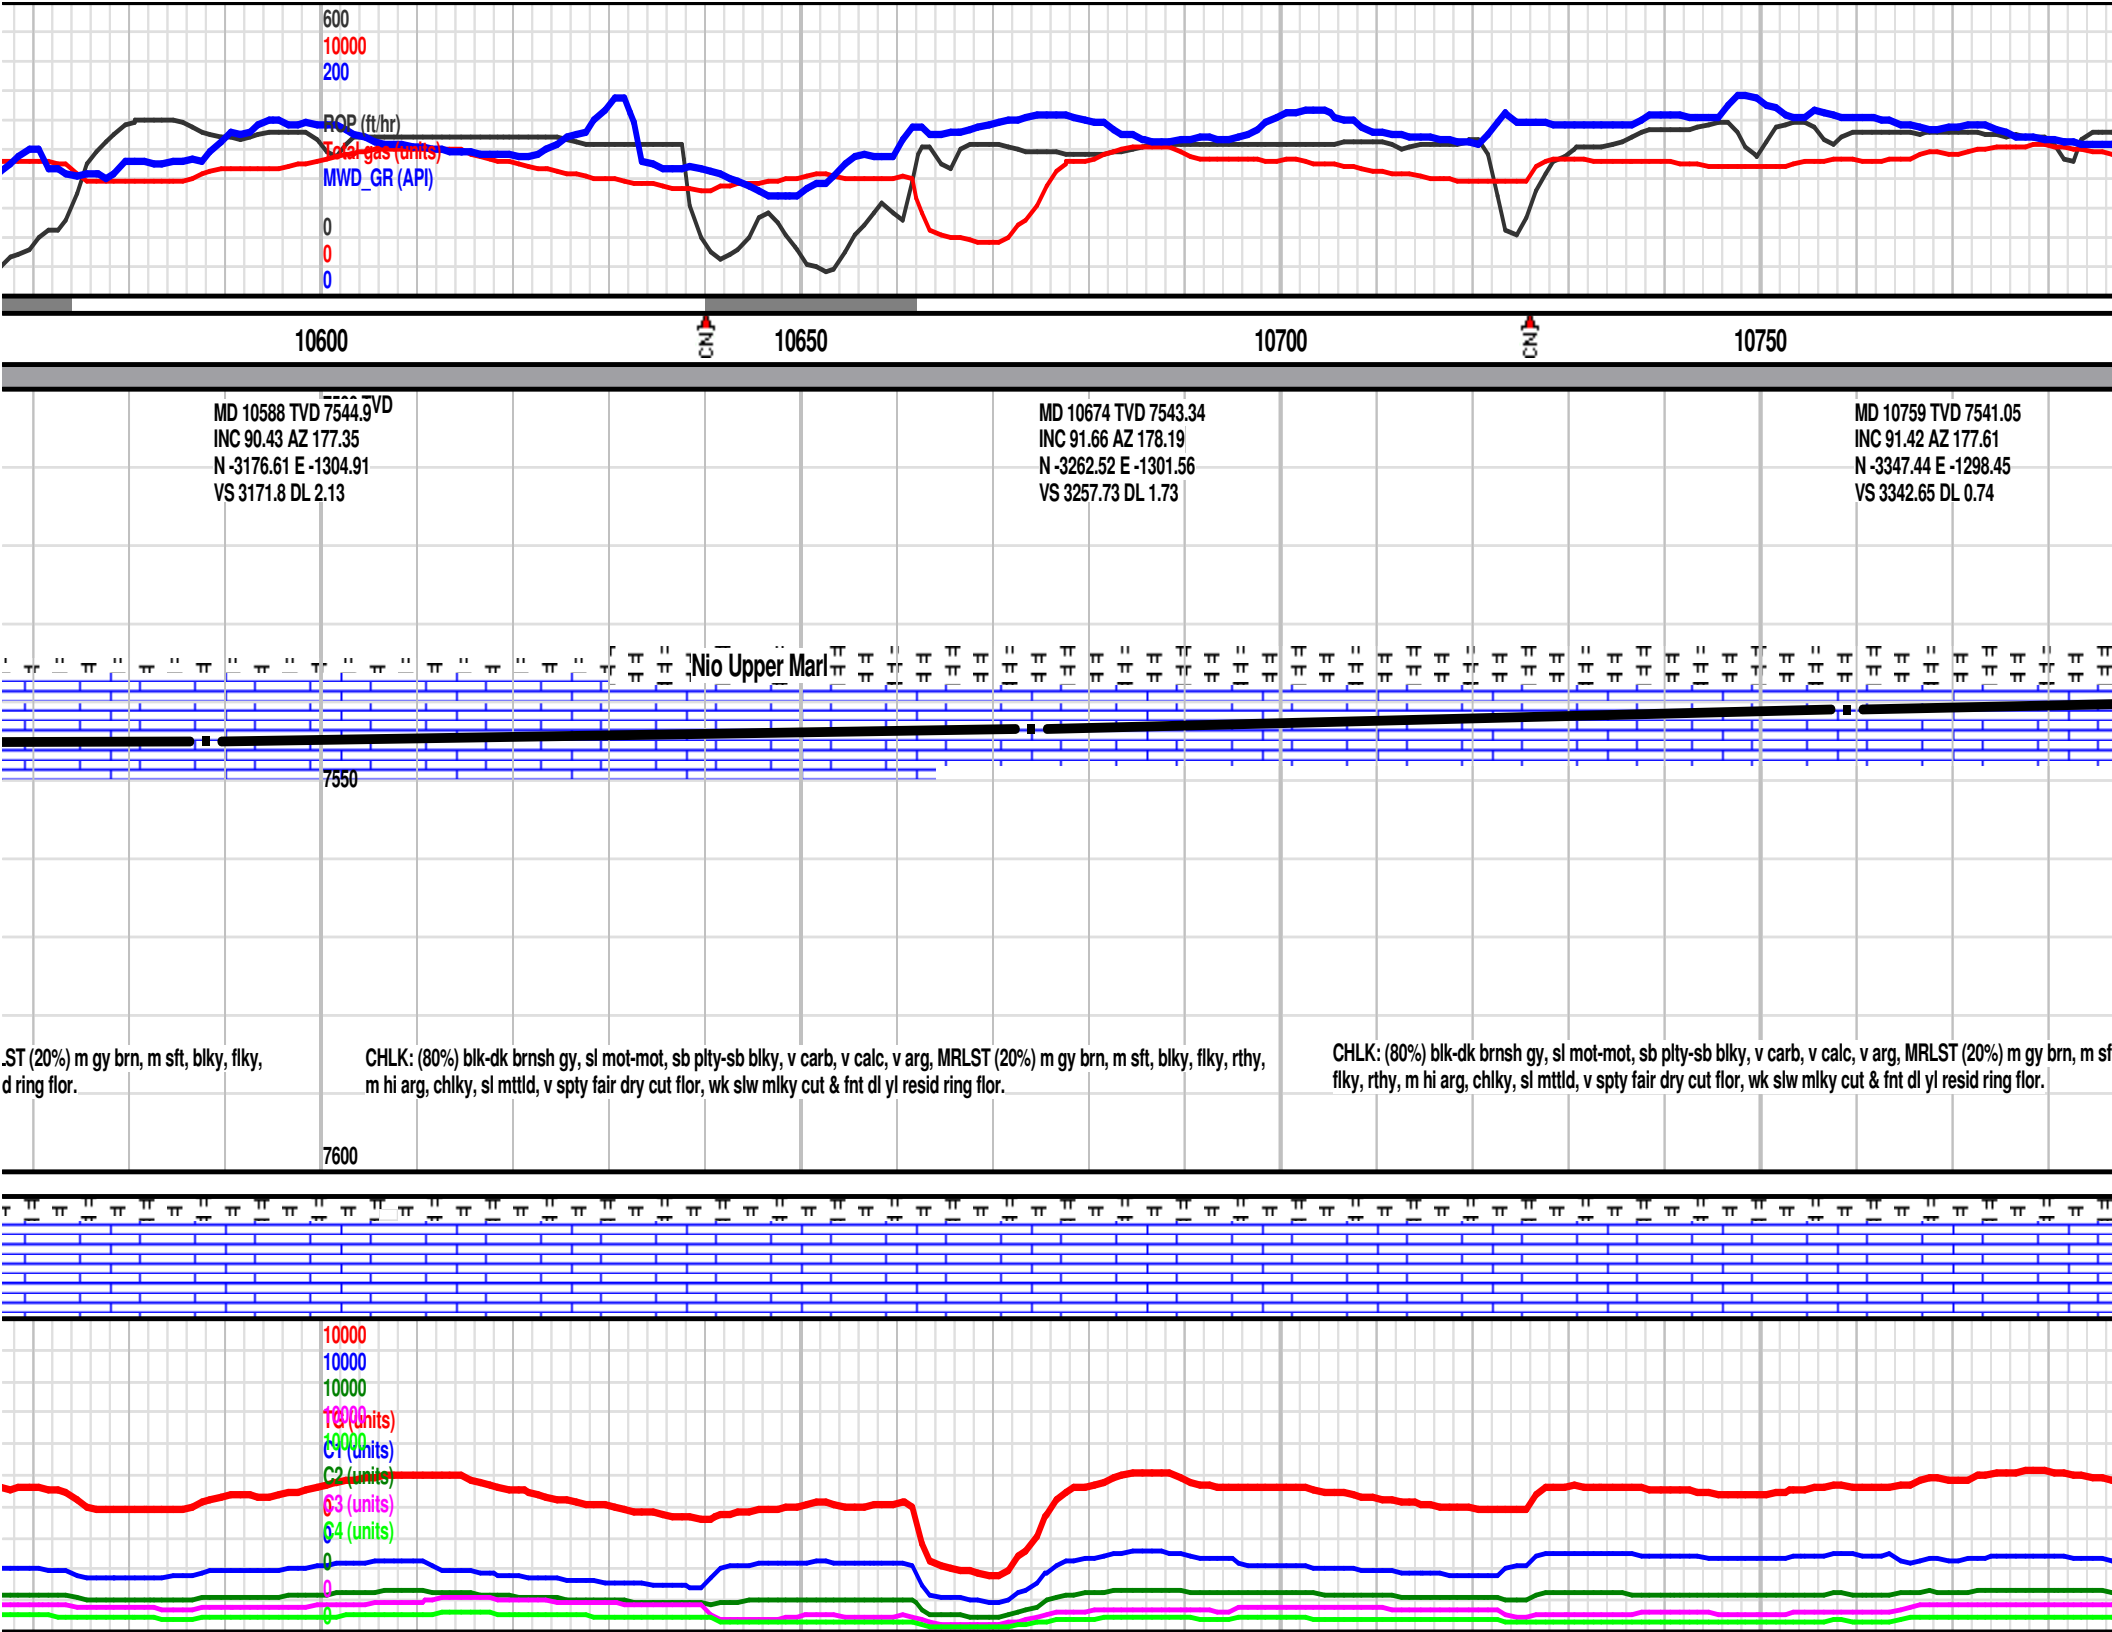 600
10000
200
ROP (ft/hr)
Total gas (units)
MWD_GR (API)
0
0
0
10600
CN
10650
10700
CN
10750
TVD
MD 10588 TVD 7544.9
INC 90.43 AZ 177.35
N -3176.61 E -1304.91
VS 3171.8 DL 2.13
MD 10674 TVD 7543.34
INC 91.66 AZ 178.19
N -3262.52 E -1301.56
VS 3257.73 DL 1.73
MD 10759 TVD 7541.05
INC 91.42 AZ 177.61
N -3347.44 E -1298.45
VS 3342.65 DL 0.74
Nio Upper Marl
7550
LST (20%) m gy brn, m sft, blky, flky,
d ring flor.
CHLK: (80%) blk-dk brnsh gy, sl mot-mot, sb plty-sb blky, v carb, v calc, v arg, MRLST (20%) m gy brn, m sft, blky, flky, rthy,
m hi arg, chlky, sl mttld, v spty fair dry cut flor, wk slw mlky cut & fnt dl yl resid ring flor.
CHLK: (80%) blk-dk brnsh gy, sl mot-mot, sb plty-sb blky, v carb, v calc, v arg, MRLST (20%) m gy brn, m sf
flky, rthy, m hi arg, chlky, sl mttld, v spty fair dry cut flor, wk slw mlky cut & fnt dl yl resid ring flor.
7600
10000
10000
10000
10000
TG (units)
10000
C1 (units)
C2 (units)
C3 (units)
0
C4 (units)
0
0
0
0